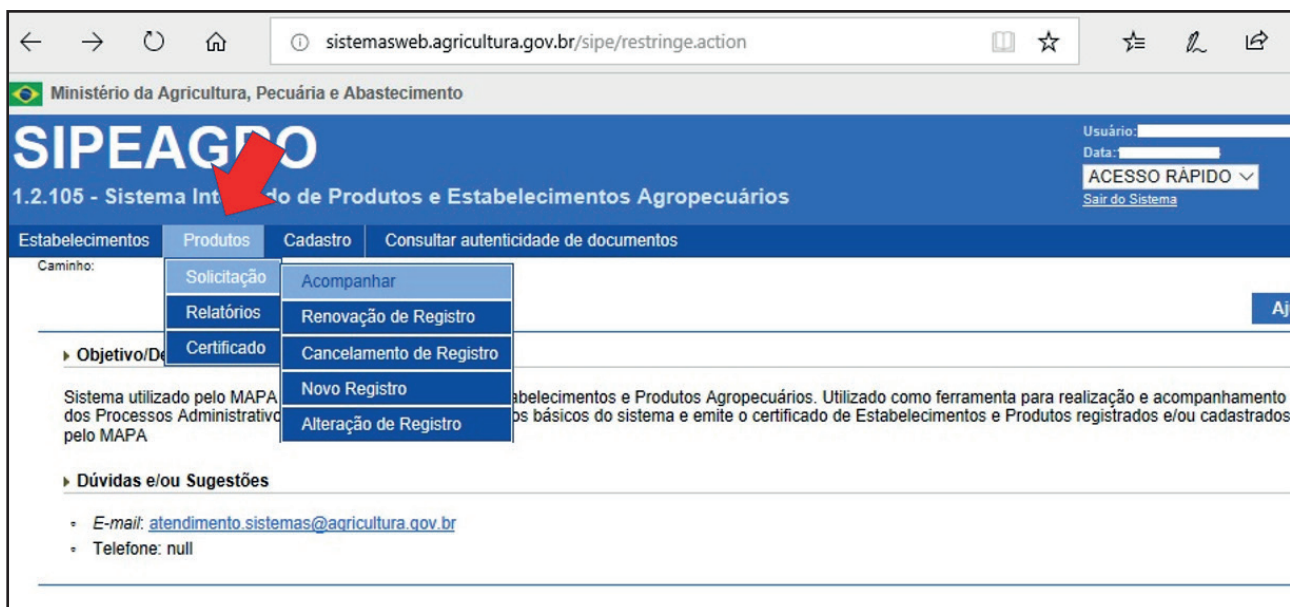 sistemasweb.agricultura.gov.br/sipe/restringe.action
Ministério da Agricultura, Pecuária e Abastecimento
SIPEAGRO
Usuário:
Data:
ACESSO RÁPIDO
1.2.105 - Sistema Int do de Produtos e Estabelecimentos Agropecuários
Sair do Sistema
Estabelecimentos Produtos Cadastro Consultar autenticidade de documentos
Caminho:
Solicitação Acompanhar
Relatórios Renovação de Registro
Certificado Cancelamento de Registro
Novo Registro
Alteração de Registro
Aj
Objetivo/De
Sistema utilizado pelo MAPA abelecimentos e Produtos Agropecuários. Utilizado como ferramenta para realização e acompanhamento
dos Processos Administrativo os básicos do sistema e emite o certificado de Estabelecimentos e Produtos registrados e/ou cadastrados
pelo MAPA
Dúvidas e/ou Sugestões
E-mail: atendimento.sistemas@agricultura.gov.br
Telefone: null